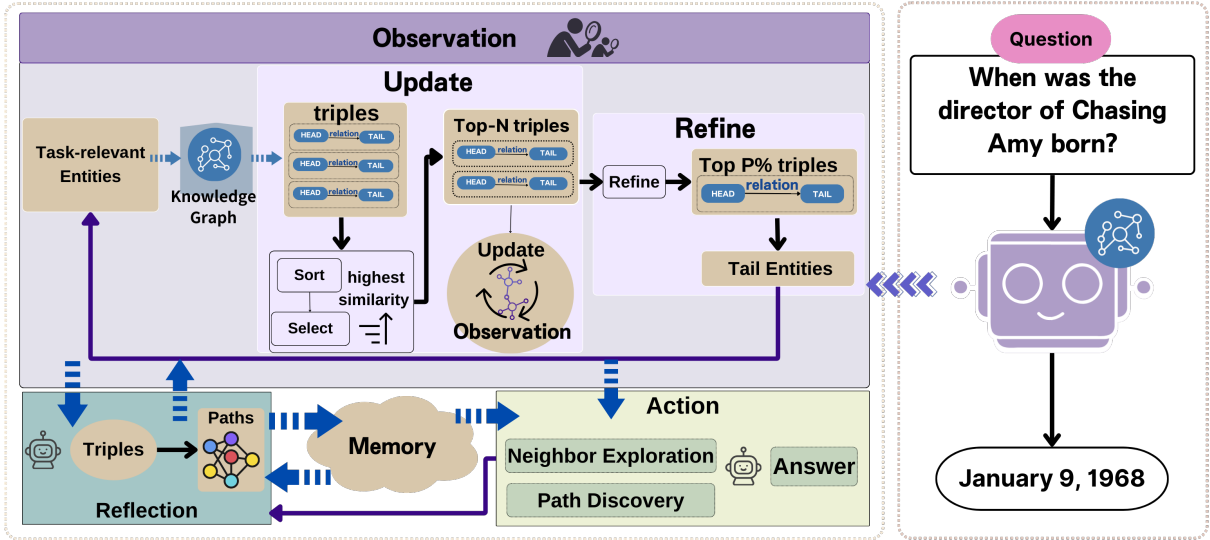 Observation
Update
Task-relevant
Entities
Knowledge
Graph
triples
HEAD relation TAIL
HEAD relation TAIL
HEAD relation TAIL
Sort
Select
highest
similarity
Top-N triples
HEAD relation TAIL
HEAD relation TAIL
Update
Observation
Refine
Refine
Top P% triples
HEAD relation TAIL
Tail Entities
Triples
Paths
Reflection
Memory
Action
Neighbor Exploration
Path Discovery
Answer
Question
When was the
director of Chasing
Amy born?
January 9, 1968